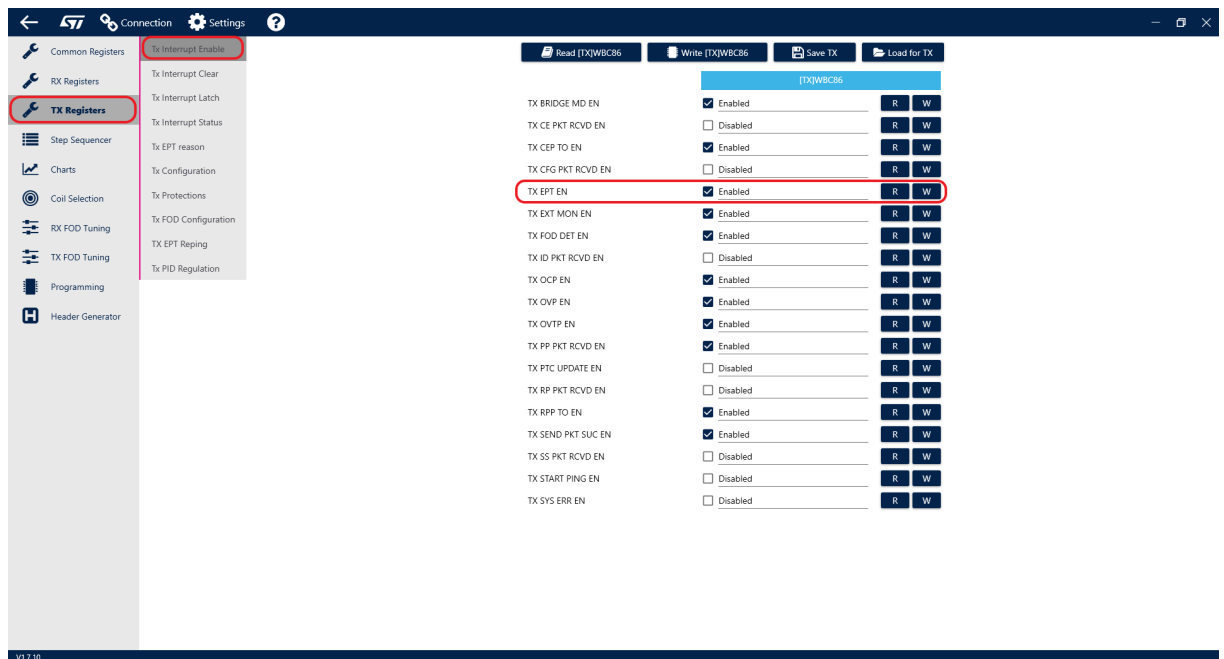 Connection
Settings
Common Registers
RX Registers
TX Registers
Step Sequencer
Charts
Coil Selection
RX FOD Tuning
TX FOD Tuning
Programming
Header Generator
Tx Interrupt Enable
Tx Interrupt Clear
Tx Interrupt Latch
Tx Interrupt Status
Tx EPT reason
Tx Configuration
Tx Protections
Tx FOD Configuration
TX EPT Reping
Tx PID Regulation
Read [TX]WBC86 Write [TX]WBC86 Save TX Load for TX
[TX]WBC86
TX BRIDGE MD EN Enabled R W
TX CE PKT RCVD EN Disabled R W
TX CEP TO EN Enabled R W
TX CFG PKT RCVD EN Disabled R W
TX EPT EN Enabled R W
TX EXT MON EN Enabled R W
TX FOD DET EN Enabled R W
TX ID PKT RCVD EN Disabled R W
TX OCP EN Enabled R W
TX OVP EN Enabled R W
TX OVTP EN Enabled R W
TX PP PKT RCVD EN Enabled R W
TX PTC UPDATE EN Disabled R W
TX RP PKT RCVD EN Disabled R W
TX RPP TO EN Enabled R W
TX SEND PKT SUC EN Enabled R W
TX SS PKT RCVD EN Disabled R W
TX START PING EN Disabled R W
TX SYS ERR EN Disabled R W
V1.7.10